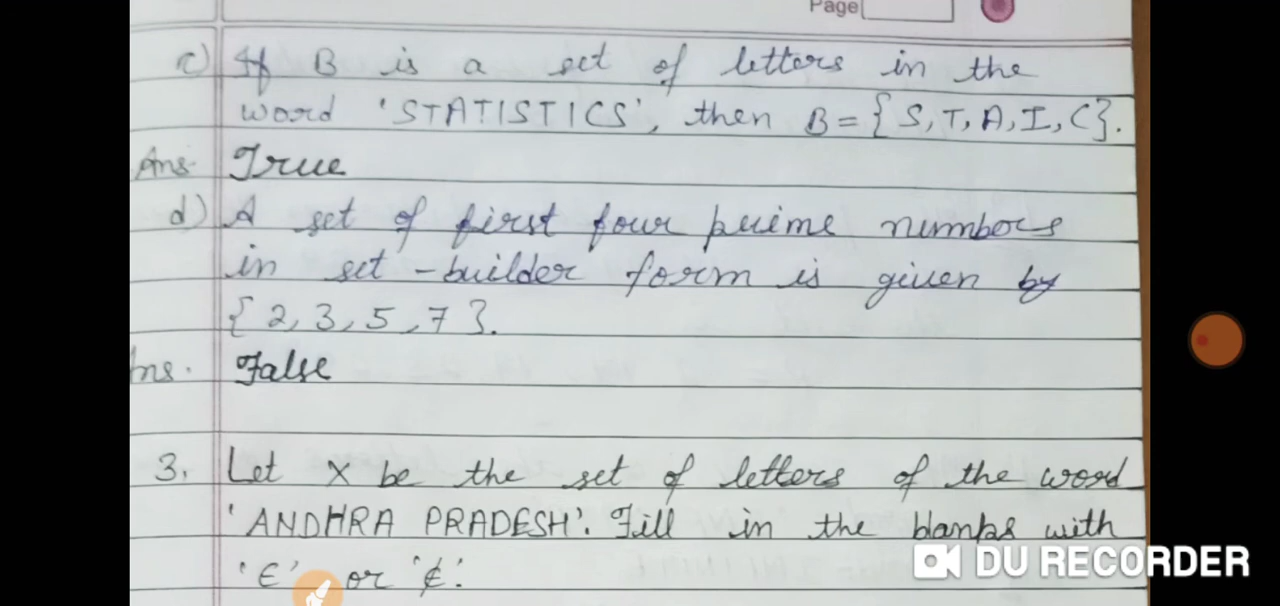 Page
c) If B is a set of letters in the
word 'STATISTICS', then B = {S, T, A, I, C}.
Ans. True
d) A set of first four prime numbers
in set-builder form is given by
{2, 3, 5, 7}.
Ans. False
3. Let X be the set of letters of the word
'ANDHRA PRADESH'. Fill in the blanks with
'∈' or '∉'.
DU RECORDER